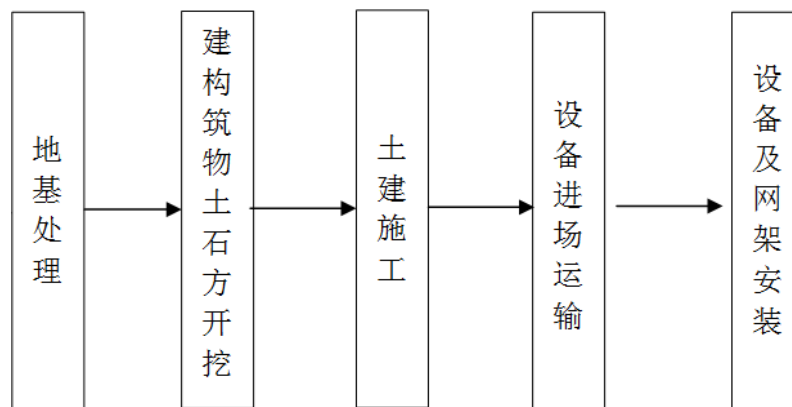 地基处理
建构筑物土石方开挖
土建施工
设备进场运输
设备及网架安装